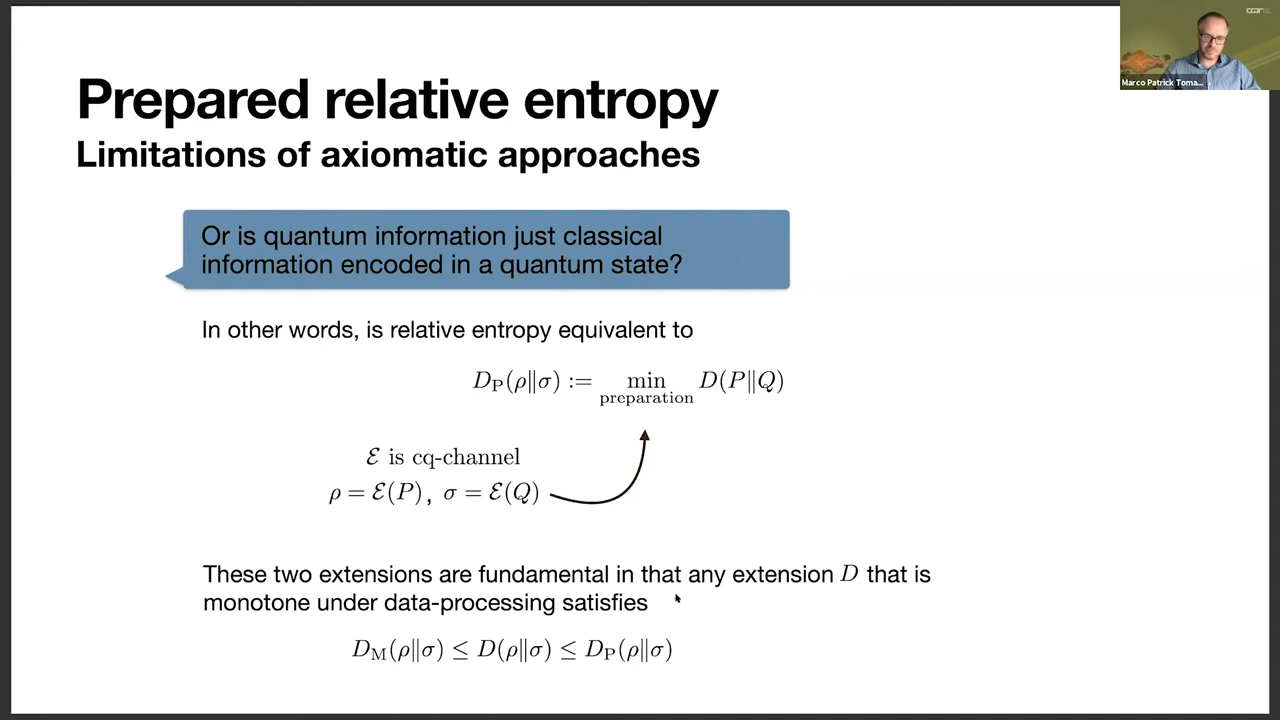 Prepared relative entropy
Limitations of axiomatic approaches
Or is quantum information just classical
information encoded in a quantum state?
In other words, is relative entropy equivalent to
D_P(ρ‖σ) := min_preparation D(P‖Q)
ℰ is cq-channel
ρ = ℰ(P), σ = ℰ(Q)
These two extensions are fundamental in that any extension D that is
monotone under data-processing satisfies
D_M(ρ‖σ) ≤ D(ρ‖σ) ≤ D_P(ρ‖σ)
Marco Patrick Toma...